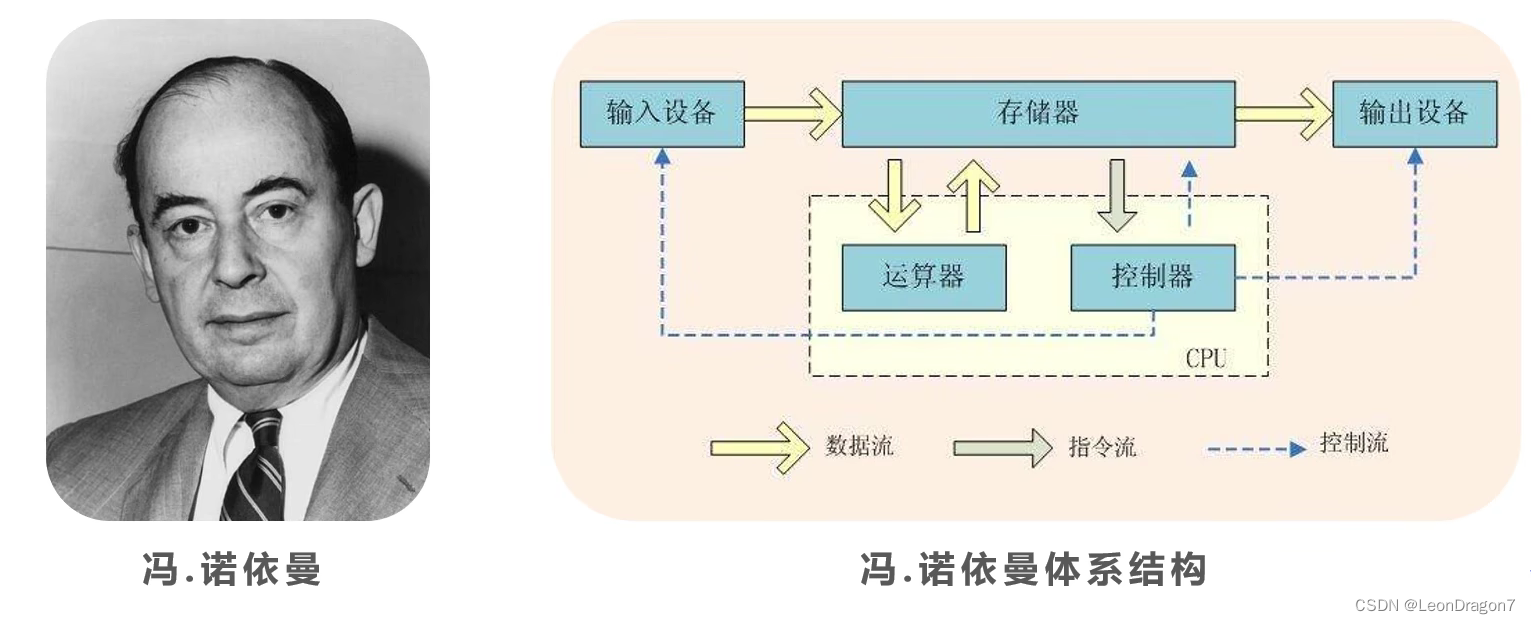 输入设备
存储器
输出设备
运算器
控制器
CPU
数据流
指令流
控制流
冯.诺依曼
冯.诺依曼体系结构
CSDN @LeonDragon7